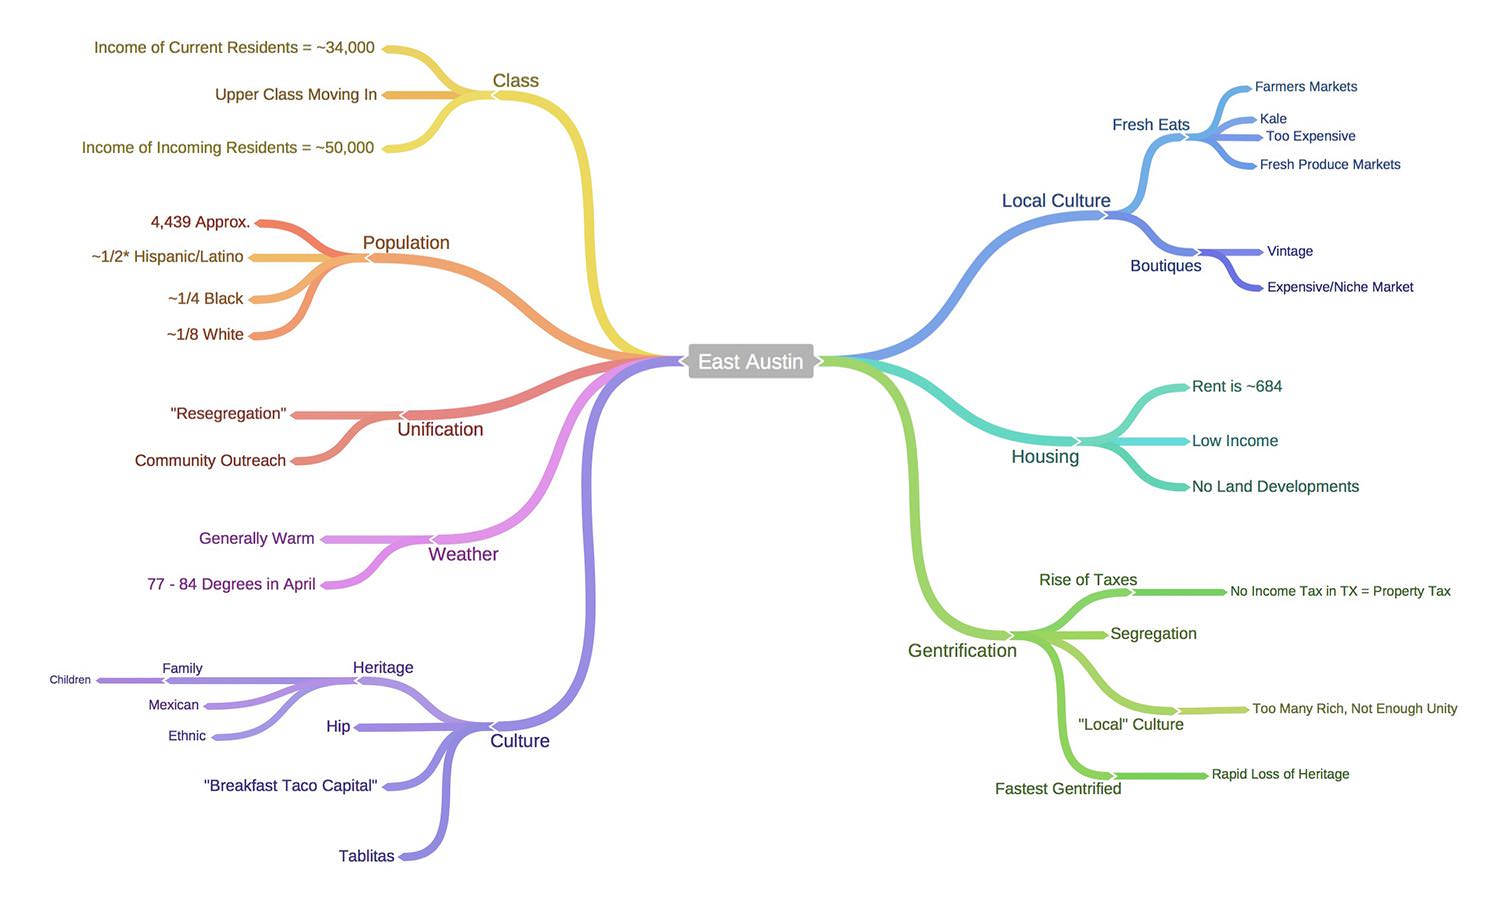 East Austin
Class
Income of Current Residents = ~34,000
Upper Class Moving In
Income of Incoming Residents = ~50,000
Population
4,439 Approx.
~1/2* Hispanic/Latino
~1/4 Black
~1/8 White
Unification
"Resegregation"
Community Outreach
Weather
Generally Warm
77 - 84 Degrees in April
Culture
Heritage
Family
Children
Mexican
Ethnic
Hip
"Breakfast Taco Capital"
Tablitas
Local Culture
Fresh Eats
Farmers Markets
Kale
Too Expensive
Fresh Produce Markets
Boutiques
Vintage
Expensive/Niche Market
Housing
Rent is ~684
Low Income
No Land Developments
Gentrification
Rise of Taxes
No Income Tax in TX = Property Tax
Segregation
"Local" Culture
Too Many Rich, Not Enough Unity
Fastest Gentrified
Rapid Loss of Heritage